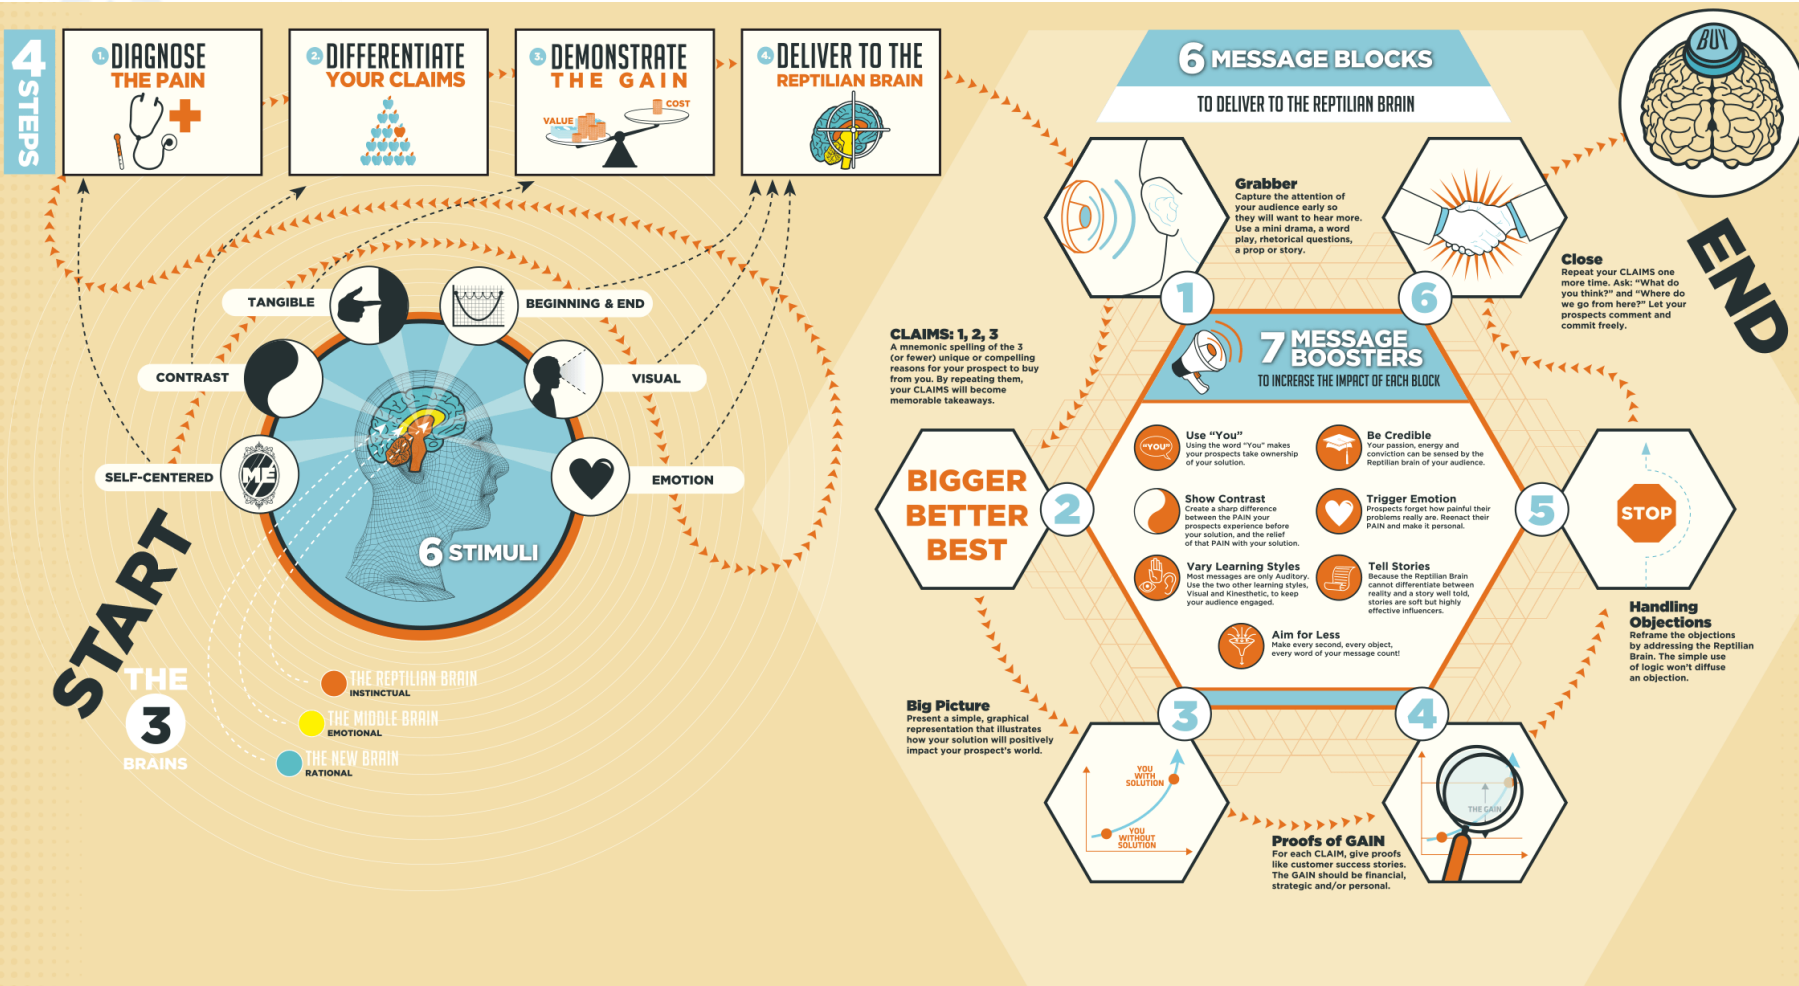 4 STEPS
1. DIAGNOSE
THE PAIN
2. DIFFERENTIATE
YOUR CLAIMS
3. DEMONSTRATE
THE GAIN
VALUE
COST
4. DELIVER TO THE
REPTILIAN BRAIN
START
THE
3
BRAINS
THE REPTILIAN BRAIN
INSTINCTUAL
THE MIDDLE BRAIN
EMOTIONAL
THE NEW BRAIN
RATIONAL
6 STIMULI
SELF-CENTERED
ME
CONTRAST
TANGIBLE
BEGINNING & END
VISUAL
EMOTION
6 MESSAGE BLOCKS
TO DELIVER TO THE REPTILIAN BRAIN
1
Grabber
Capture the attention of
your audience early so
they will want to hear more.
Use a mini drama, a word
play, rhetorical questions,
a prop or story.
CLAIMS: 1, 2, 3
A mnemonic spelling of the 3
(or fewer) unique or compelling
reasons for your prospect to buy
from you. By repeating them,
your CLAIMS will become
memorable takeaways.
BIGGER
BETTER
BEST
2
Big Picture
Present a simple, graphical
representation that illustrates
how your solution will positively
impact your prospect's world.
3
YOU
WITH
SOLUTION
YOU
WITHOUT
SOLUTION
Proofs of GAIN
For each CLAIM, give proofs
like customer success stories.
The GAIN should be financial,
strategic and/or personal.
4
THE GAIN
5
STOP
Handling
Objections
Reframe the objections
by addressing the Reptilian
Brain. The simple use
of logic won't diffuse
an objection.
6
Close
Repeat your CLAIMS one
more time. Ask: "What do
you think?" and "Where do
we go from here?" Let your
prospects comment and
commit freely.
7 MESSAGE
BOOSTERS
TO INCREASE THE IMPACT OF EACH BLOCK
"YOU"
Use "You"
Using the word "You" makes
your prospects take ownership
of your solution.
Be Credible
Your passion, energy and
conviction can be sensed by the
Reptilian brain of your audience.
Show Contrast
Create a sharp difference
between the PAIN your
prospects experience before
your solution, and the relief
of that PAIN with your solution.
Trigger Emotion
Prospects forget how painful their
problems really are. Reenact their
PAIN and make it personal.
Vary Learning Styles
Most messages are only Auditory.
Use the two other learning styles,
Visual and Kinesthetic, to keep
your audience engaged.
Tell Stories
Because the Reptilian Brain
cannot differentiate between
reality and a story well told,
stories are soft but highly
effective influencers.
Aim for Less
Make every second, every object,
every word of your message count!
BUY
END